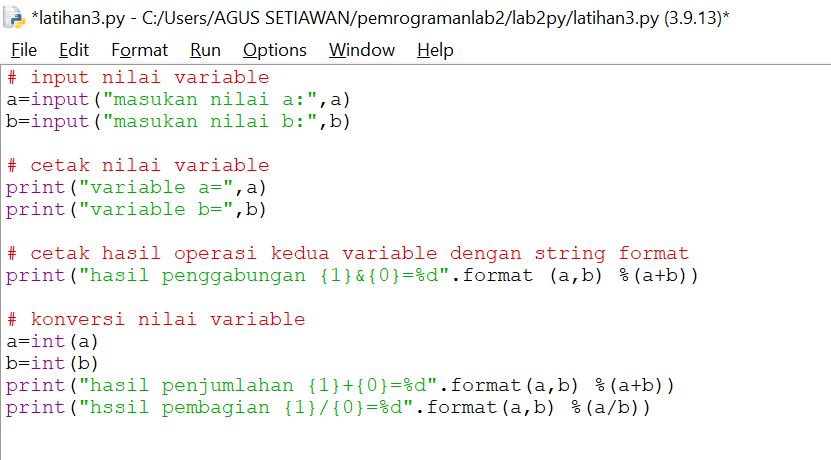 *latihan3.py - C:/Users/AGUS SETIAWAN/pemrogramanlab2/lab2py/latihan3.py (3.9.13)*
File Edit Format Run Options Window Help
# input nilai variable
a=input("masukan nilai a:",a)
b=input("masukan nilai b:",b)
# cetak nilai variable
print("variable a=",a)
print("variable b=",b)
# cetak hasil operasi kedua variable dengan string format
print("hasil penggabungan {1}&{0}=%d".format (a,b) %(a+b))
# konversi nilai variable
a=int(a)
b=int(b)
print("hasil penjumlahan {1}+{0}=%d".format(a,b) %(a+b))
print("hssil pembagian {1}/{0}=%d".format(a,b) %(a/b))